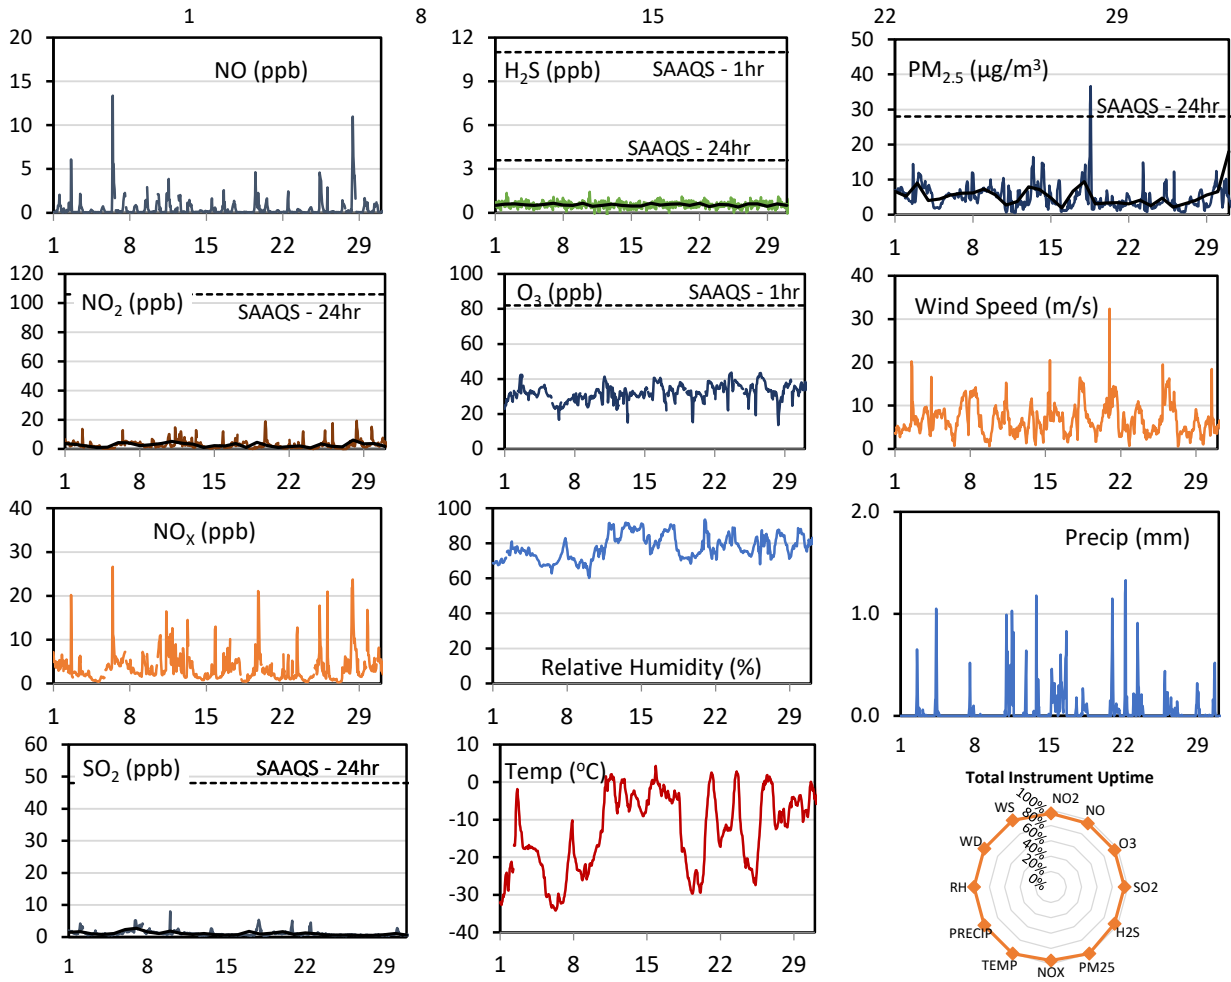 1 8 15 22 29
20
15
10
5
0
NO (ppb)
1 8 15 22 29
12
9
6
3
0
H₂S (ppb)
SAAQS - 1hr
SAAQS - 24hr
1 8 15 22 29
50
40
30
20
10
0
PM₂.₅ (µg/m³)
SAAQS - 24hr
1 8 15 22 29
120
100
80
60
40
20
0
NO₂ (ppb)
SAAQS - 24hr
1 8 15 22 29
100
80
60
40
20
0
O₃ (ppb)
SAAQS - 1hr
1 8 15 22 29
40
30
20
10
0
Wind Speed (m/s)
1 8 15 22 29
40
30
20
10
0
NOₓ (ppb)
1 8 15 22 29
100
80
60
40
20
0
Relative Humidity (%)
1 8 15 22 29
2.0
1.0
0.0
Precip (mm)
1 8 15 22 29
60
50
40
30
20
10
0
SO₂ (ppb)
SAAQS - 24hr
1 8 15 22 29
10
0
-10
-20
-30
-40
Temp (°C)
1 8 15 22 29
Total Instrument Uptime
100%
80%
60%
40%
20%
0%
NO2
NO
O3
SO2
H2S
PM25
NOX
TEMP
PRECIP
RH
WD
WS